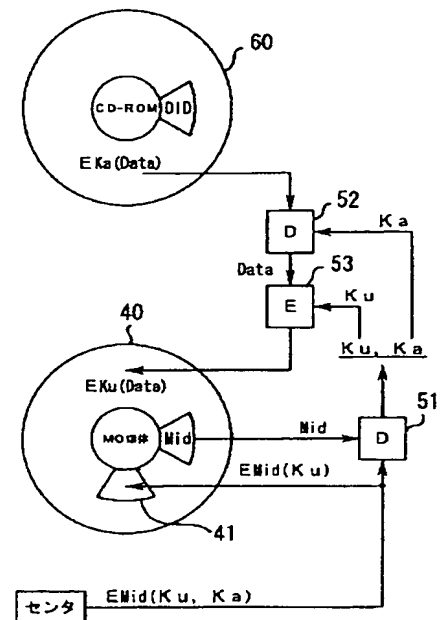 60
CD-ROM
DID
EKa(Data)
52
D
Ka
Data
53
E
Ku
40
Ku, Ka
EKu(Data)
51
MO媒体
Mid
Mid
D
EMid(Ku)
41
センタ
EMid(Ku, Ka)